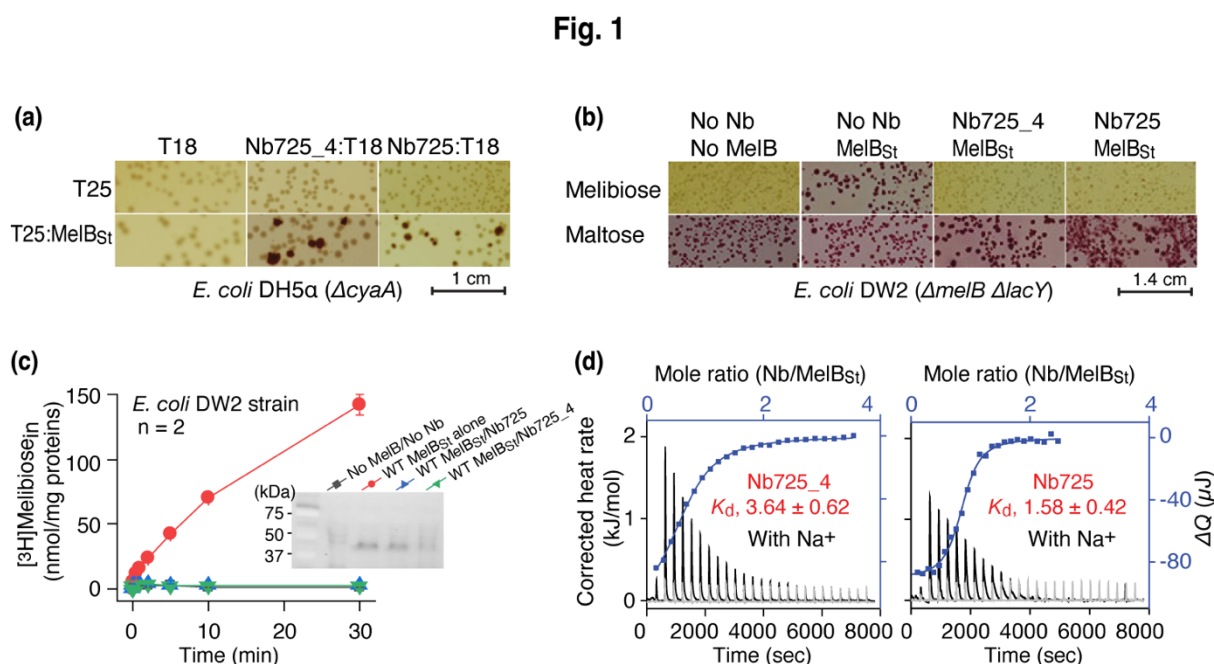 Fig. 1
(a)
T18 Nb725_4:T18 Nb725:T18
T25
T25:MelBSt
E. coli DH5α (ΔcyaA) 1 cm
(b)
No Nb No Nb Nb725_4 Nb725
No MelB MelBSt MelBSt MelBSt
Melibiose
Maltose
E. coli DW2 (ΔmelB ΔlacY) 1.4 cm
(c)
[3H]Melibiosein
(nmol/mg proteins)
150
100
50
0
E. coli DW2 strain
n = 2
No MelB/No Nb
WT MelBSt alone
WT MelBSt/Nb725
WT MelBSt/Nb725_4
(kDa)
75
50
37
0 10 20 30
Time (min)
(d)
Mole ratio (Nb/MelBSt) Mole ratio (Nb/MelBSt)
0 2 4 0 2 4
Corrected heat rate
(kJ/mol)
2
1
0
Nb725_4
Kd, 3.64 ± 0.62
With Na+
Nb725
Kd, 1.58 ± 0.42
With Na+
0
-40
-80
ΔQ (μJ)
0 2000 4000 6000 8000 0 2000 4000 6000 8000
Time (sec) Time (sec)